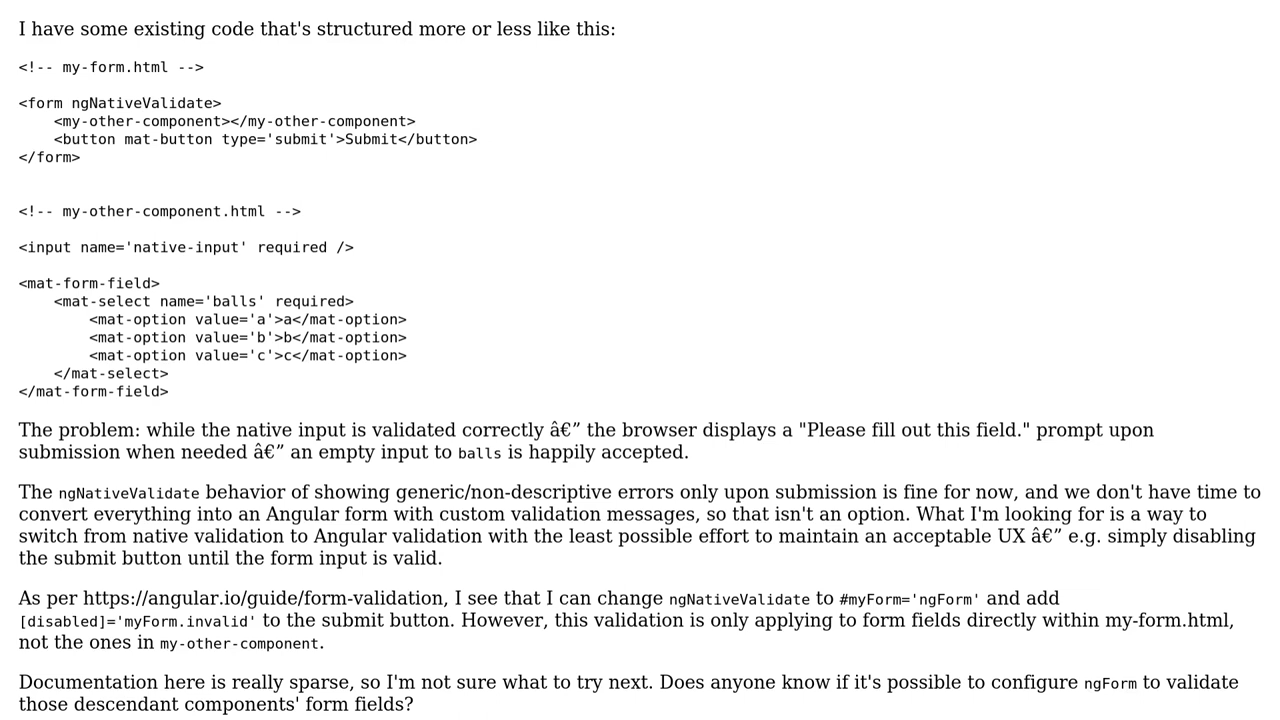 I have some existing code that's structured more or less like this:
<!-- my-form.html -->
<form ngNativeValidate>
    <my-other-component></my-other-component>
    <button mat-button type='submit'>Submit</button>
</form>
<!-- my-other-component.html -->
<input name='native-input' required />
<mat-form-field>
    <mat-select name='balls' required>
        <mat-option value='a'>a</mat-option>
        <mat-option value='b'>b</mat-option>
        <mat-option value='c'>c</mat-option>
    </mat-select>
</mat-form-field>
The problem: while the native input is validated correctly â€” the browser displays a "Please fill out this field." prompt upon
submission when needed â€” an empty input to balls is happily accepted.
The ngNativeValidate behavior of showing generic/non-descriptive errors only upon submission is fine for now, and we don't have time to
convert everything into an Angular form with custom validation messages, so that isn't an option. What I'm looking for is a way to
switch from native validation to Angular validation with the least possible effort to maintain an acceptable UX â€” e.g. simply disabling
the submit button until the form input is valid.
As per https://angular.io/guide/form-validation, I see that I can change ngNativeValidate to #myForm='ngForm' and add
[disabled]='myForm.invalid' to the submit button. However, this validation is only applying to form fields directly within my-form.html,
not the ones in my-other-component.
Documentation here is really sparse, so I'm not sure what to try next. Does anyone know if it's possible to configure ngForm to validate
those descendant components' form fields?